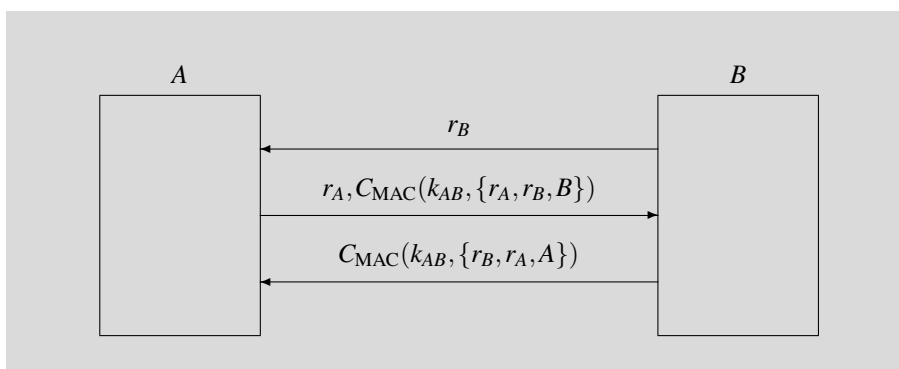 A B
r_B
r_A, C_MAC(k_AB, {r_A, r_B, B})
C_MAC(k_AB, {r_B, r_A, A})